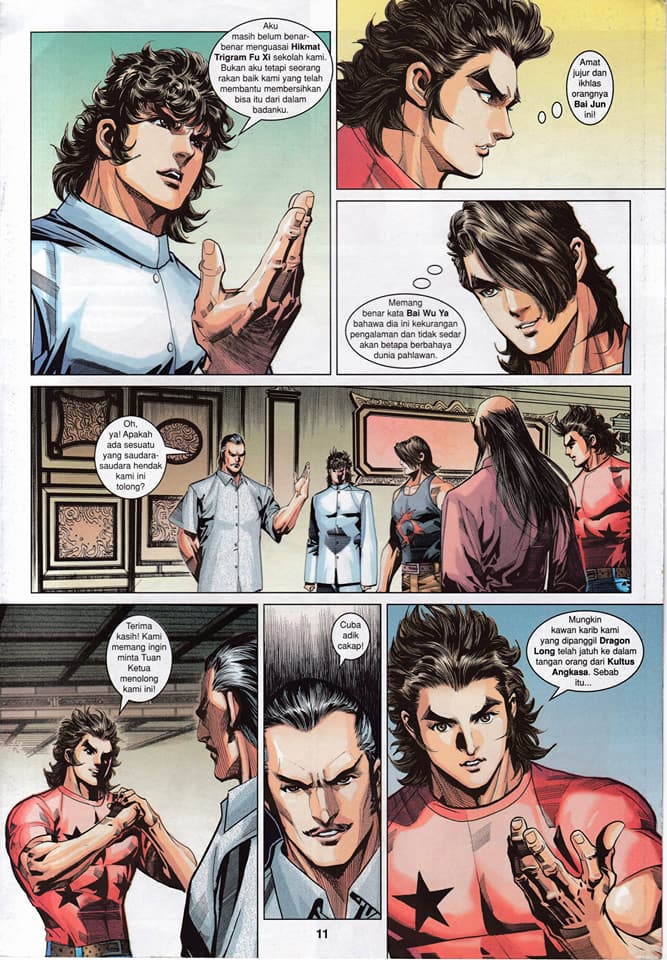 Aku
masih belum benar-
benar menguasai Hikmat
Trigram Fu Xi sekolah kami.
Bukan aku tetapi seorang
rakan baik kami yang telah
membantu membersihkan
bisa itu dari dalam
badanku.
Amat
jujur dan
ikhlas
orangnya
Bai Jun
ini!
Memang
benar kata Bai Wu Ya
bahawa dia ini kekurangan
pengalaman dan tidak sedar
akan betapa berbahaya
dunia pahlawan.
Oh,
ya! Apakah
ada sesuatu
yang saudara-
saudara hendak
kami ini
tolong?
Terima
kasih! Kami
memang ingin
minta Tuan
Ketua
menolong
kami ini!
Cuba
adik
cakap!
Mungkin
kawan karib kami
yang dipanggil Dragon
Long telah jatuh ke dalam
tangan orang dari Kultus
Angkasa. Sebab
itu...
11